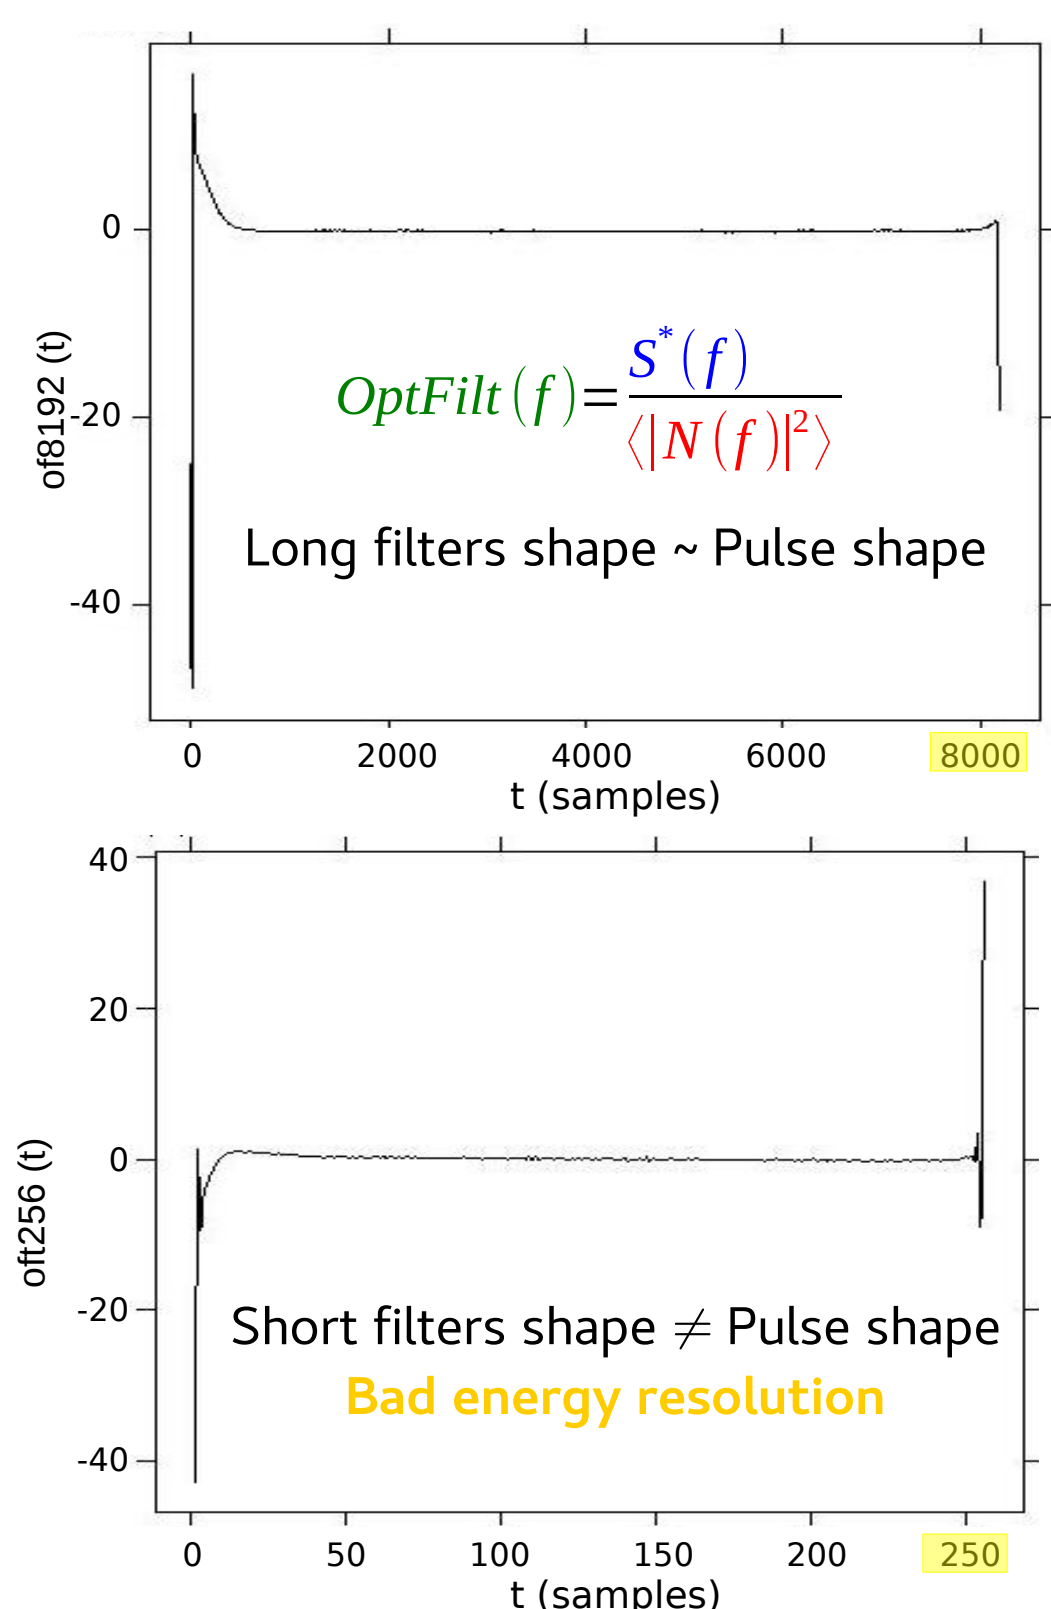 0
-20
-40
of8192 (t)
OptFilt(f)=S*(f)/⟨|N(f)|²⟩
Long filters shape ~ Pulse shape
0 2000 4000 6000 8000
t (samples)
40
20
0
-20
-40
oft256 (t)
Short filters shape ≠ Pulse shape
Bad energy resolution
0 50 100 150 200 250
t (samples)